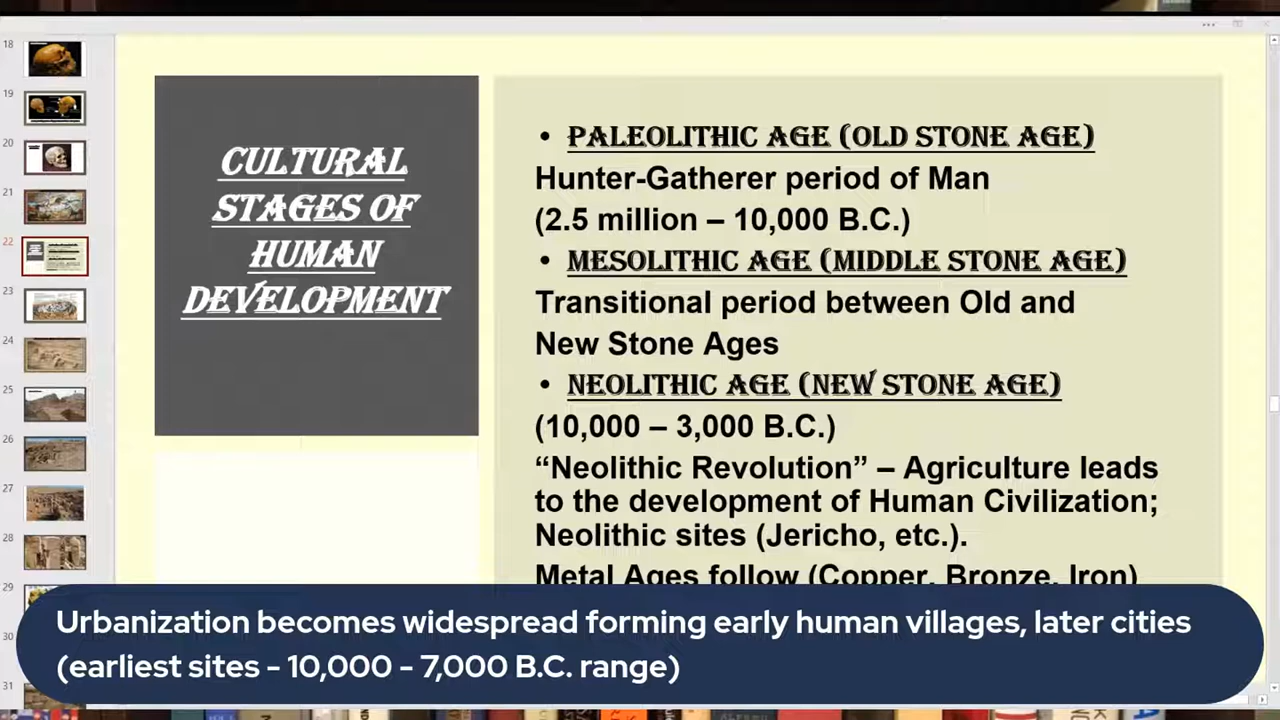 18
19
20
21
22
23
24
25
26
27
28
29
30
31
CULTURAL
STAGES OF
HUMAN
DEVELOPMENT
• PALEOLITHIC AGE (OLD STONE AGE)
Hunter-Gatherer period of Man
(2.5 million – 10,000 B.C.)
• MESOLITHIC AGE (MIDDLE STONE AGE)
Transitional period between Old and
New Stone Ages
• NEOLITHIC AGE (NEW STONE AGE)
(10,000 – 3,000 B.C.)
“Neolithic Revolution” – Agriculture leads
to the development of Human Civilization;
Neolithic sites (Jericho, etc.).
Metal Ages follow (Copper, Bronze, Iron)
Urbanization becomes widespread forming early human villages, later cities
(earliest sites - 10,000 - 7,000 B.C. range)